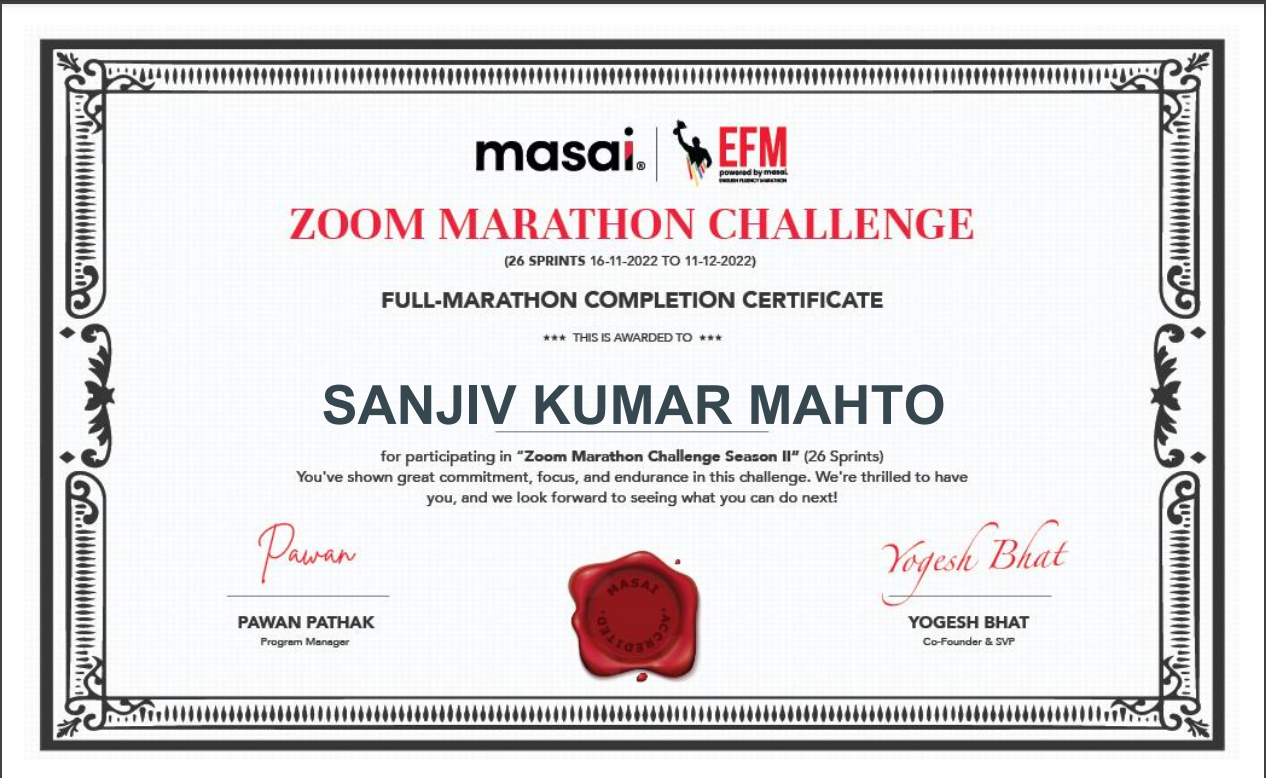 masai.®
EFM
powered by masai.
ENGLISH FLUENCY MARATHON
ZOOM MARATHON CHALLENGE
(26 SPRINTS 16-11-2022 TO 11-12-2022)
FULL-MARATHON COMPLETION CERTIFICATE
*** THIS IS AWARDED TO ***
SANJIV KUMAR MAHTO
for participating in “Zoom Marathon Challenge Season II” (26 Sprints)
You've shown great commitment, focus, and endurance in this challenge. We're thrilled to have
you, and we look forward to seeing what you can do next!
Pawan
PAWAN PATHAK
Program Manager
MASAI
ACCREDITED
Yogesh Bhat
YOGESH BHAT
Co-Founder & SVP